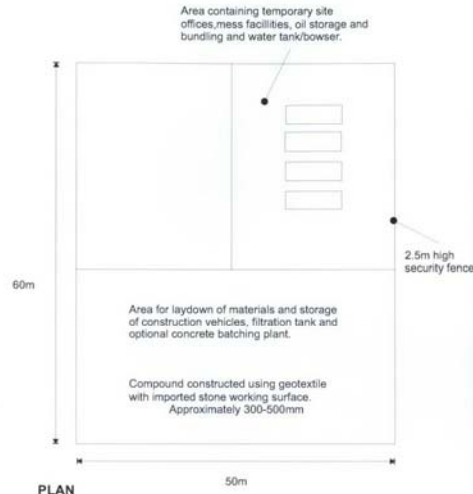 Area containing temporary site
offices,mess facillities, oil storage and
bundling and water tank/bowser.
2.5m high
security fence
60m
Area for laydown of materials and storage
of construction vehicles, filtration tank and
optional concrete batching plant.
Compound constructed using geotextile
with imported stone working surface.
Approximately 300-500mm
50m
PLAN